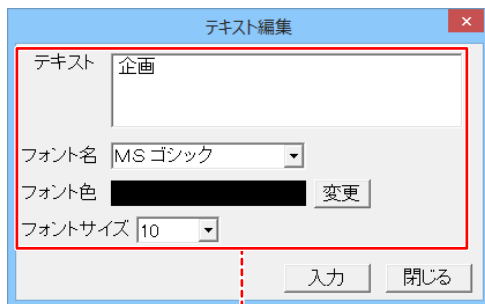 テキスト編集
テキスト 企画
フォント名 MS ゴシック
フォント色 変更
フォントサイズ 10
入力 閉じる